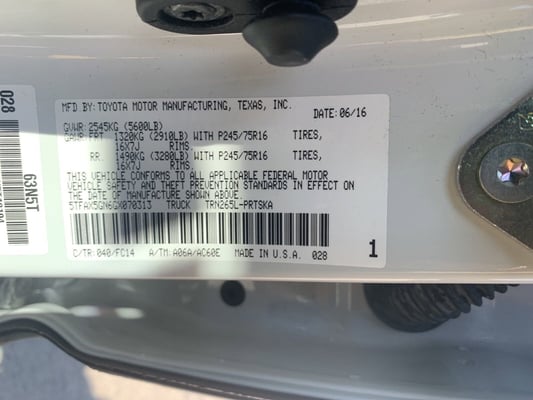 MFD. BY: TOYOTA MOTOR MANUFACTURING, TEXAS, INC.
DATE: 06/16
GVWR: 2545KG (5600LB)
GAWR: FRT. 1320KG (2910LB) WITH P245/75R16 TIRES,
16X7J RIMS.
RR. 1490KG (3280LB) WITH P245/75R16 TIRES,
16X7J RIMS.
THIS VEHICLE CONFORMS TO ALL APPLICABLE FEDERAL MOTOR
VEHICLE SAFETY AND THEFT PREVENTION STANDARDS IN EFFECT
ON THE DATE OF MANUFACTURE SHOWN ABOVE.
TRUCK TRN265L-PRTSKA
C/TR: 040/FC14 A/TM: A06A/AC60E MADE IN U.S.A. 028
1
028
63N5T